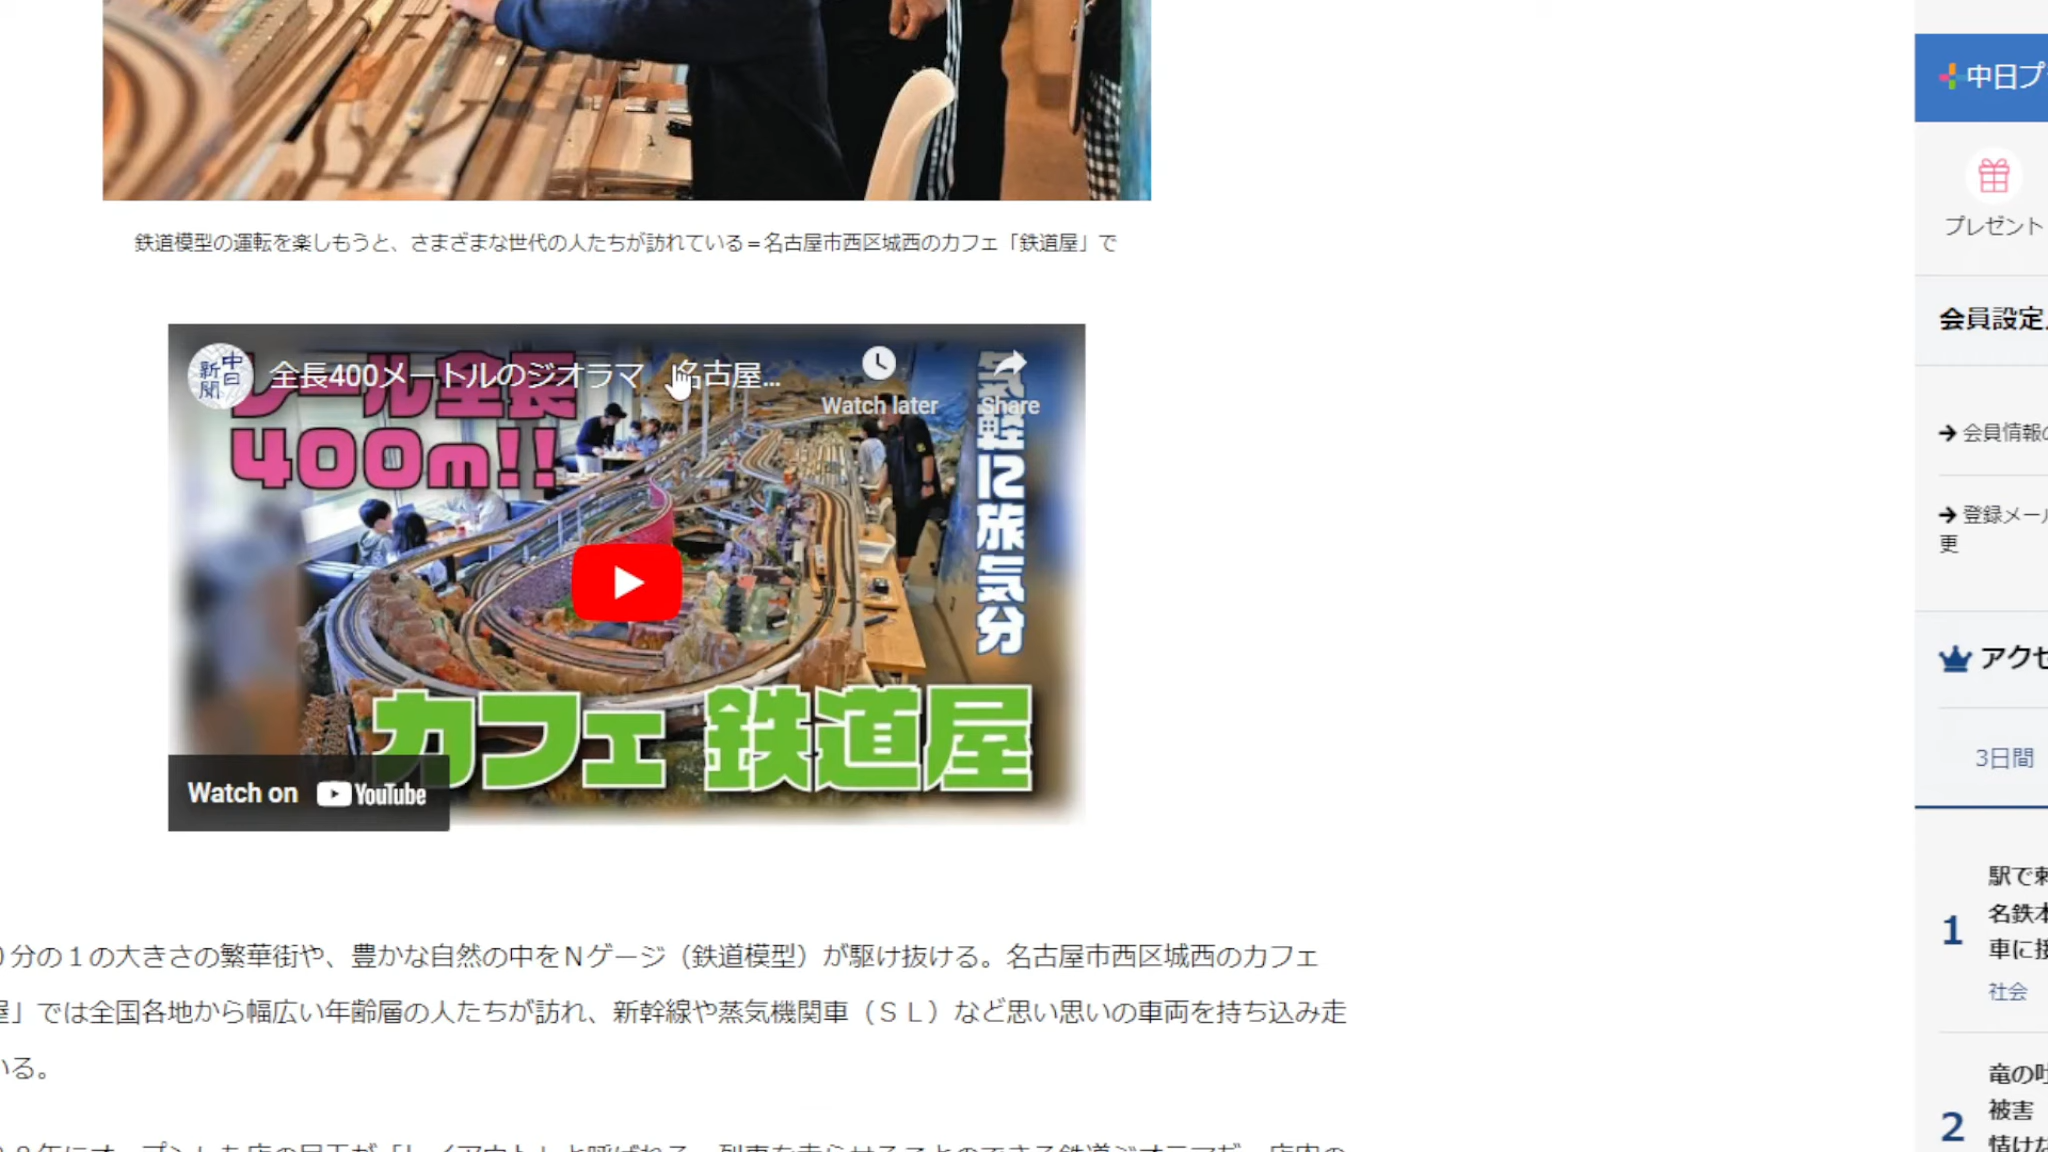 鉄道模型の運転を楽しもうと、さまざまな世代の人たちが訪れている＝名古屋市西区城西のカフェ「鉄道屋」で
中日
新聞
全長400メートルのジオラマ 名古屋...
Watch later
Share
レール全長
400m!!
気軽に旅気分
カフェ 鉄道屋
Watch on YouTube
分の１の大きさの繁華街や、豊かな自然の中をＮゲージ（鉄道模型）が駆け抜ける。名古屋市西区城西のカフェ
屋」では全国各地から幅広い年齢層の人たちが訪れ、新幹線や蒸気機関車（ＳＬ）など思い思いの車両を持ち込み走
いる。
中日プ
プレゼント
会員設定
会員情報の
登録メール
更
アクセ
3日間
1
駅で刺
名鉄本
車に接
社会
2
竜の吐
被害
情けな